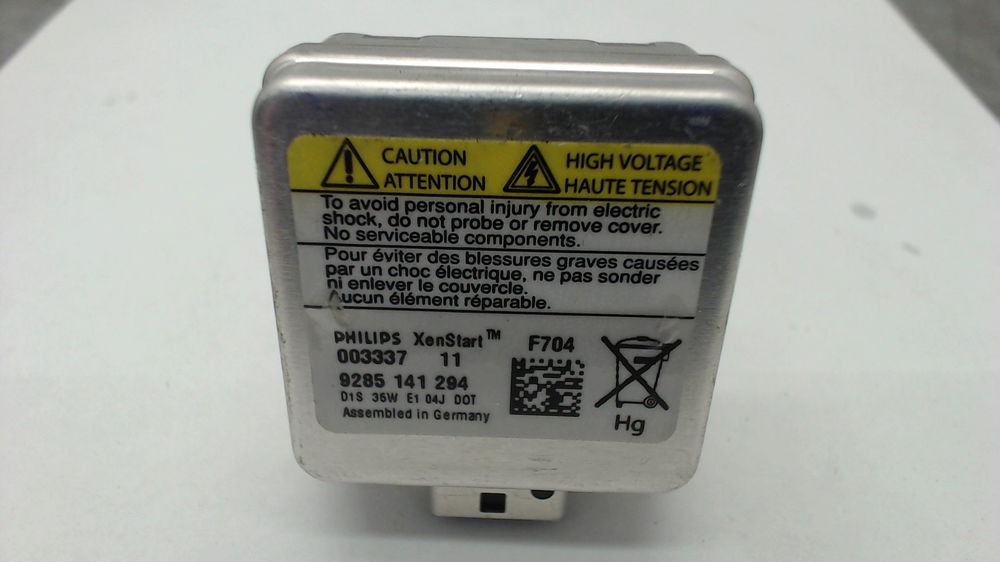 CAUTION
ATTENTION
HIGH VOLTAGE
HAUTE TENSION
To avoid personal injury from electric
shock, do not probe or remove cover.
No serviceable components.
Pour éviter des blessures graves causées
par un choc électrique, ne pas sonder
ni enlever le couvercle.
Aucun élément réparable.
PHILIPS XenStart™ F704
003337 11
9285 141 294
D1S 35W E1 04J DOT
Assembled in Germany
Hg